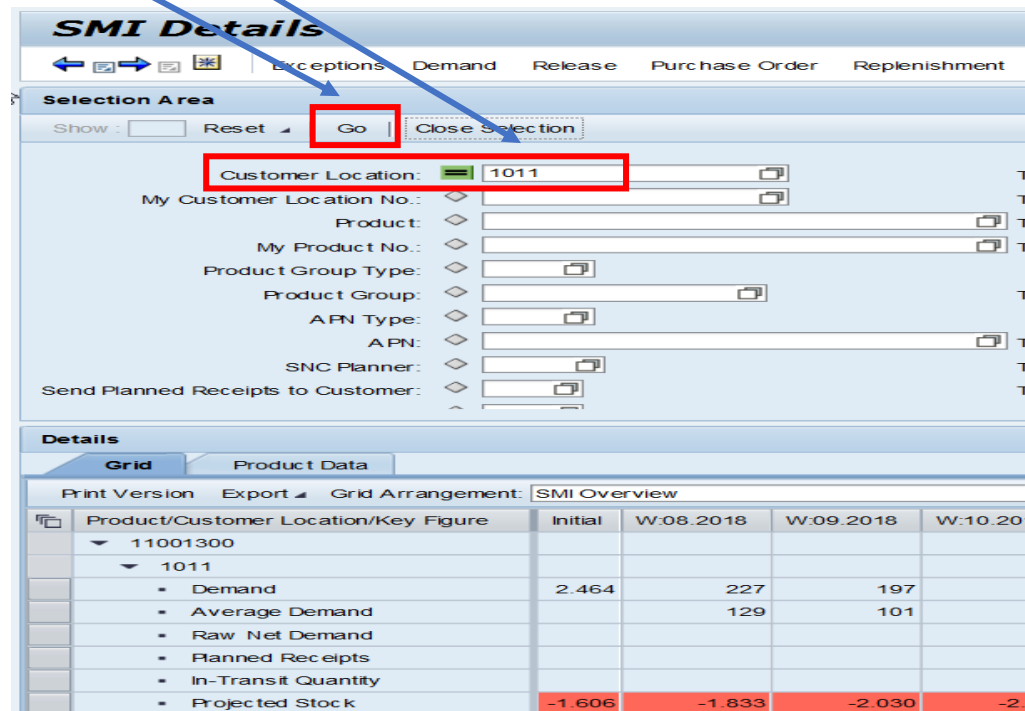 SMI Details
Exceptions Demand Release Purchase Order Replenishment
Selection Area
Show : Reset Go Close Selection
Customer Location: 1011
My Customer Location No.:
Product:
My Product No.:
Product Group Type:
Product Group:
APN Type:
APN:
SNC Planner:
Send Planned Receipts to Customer:
Details
Grid Product Data
Print Version Export Grid Arrangement: SMI Overview
Product/Customer Location/Key Figure Initial W:08.2018 W:09.2018
11001300
1011
Demand 2.464 227 197
Average Demand 129 101
Raw Net Demand
Planned Receipts
In-Transit Quantity
Projected Stock -1.606 -1.833 -2.030